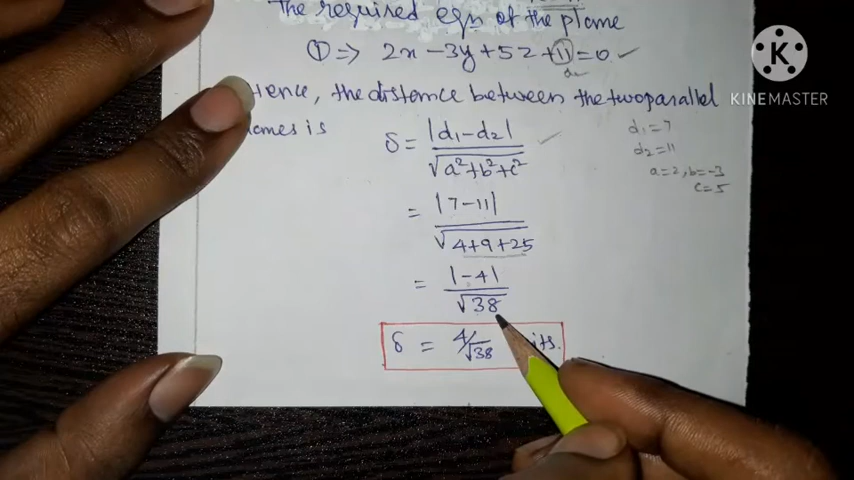 The required eqn of the plane
① ⇒ 2x - 3y + 5z + 11 = 0 ✓
Hence, the distance between the two parallel
planes is
δ = |d₁ - d₂| / √(a² + b² + c²)
d₁ = 7
d₂ = 11
a = 2, b = -3
c = 5
= |7 - 11| / √(4 + 9 + 25)
= |-4| / √38
δ = 4/√38 units.
K
KINEMASTER